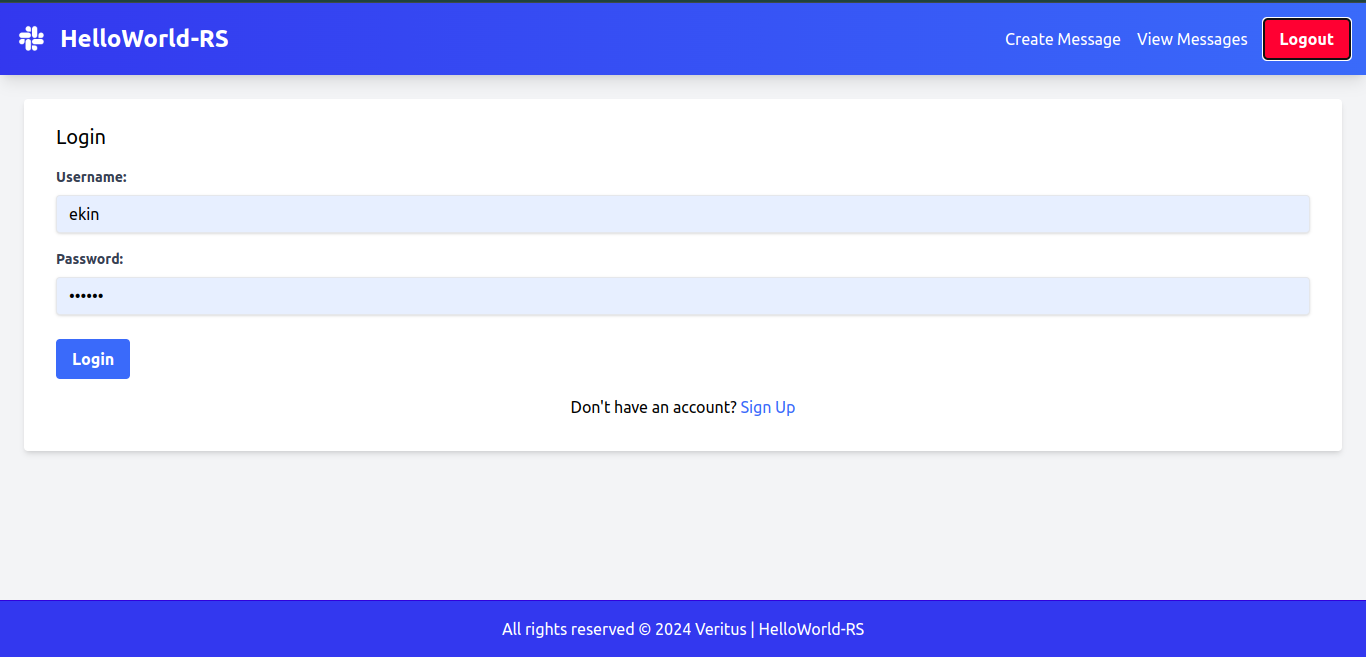 HelloWorld-RS
Create Message View Messages Logout
Login
Username:
ekin
Password:
••••••
Login
Don't have an account? Sign Up
All rights reserved © 2024 Veritus | HelloWorld-RS